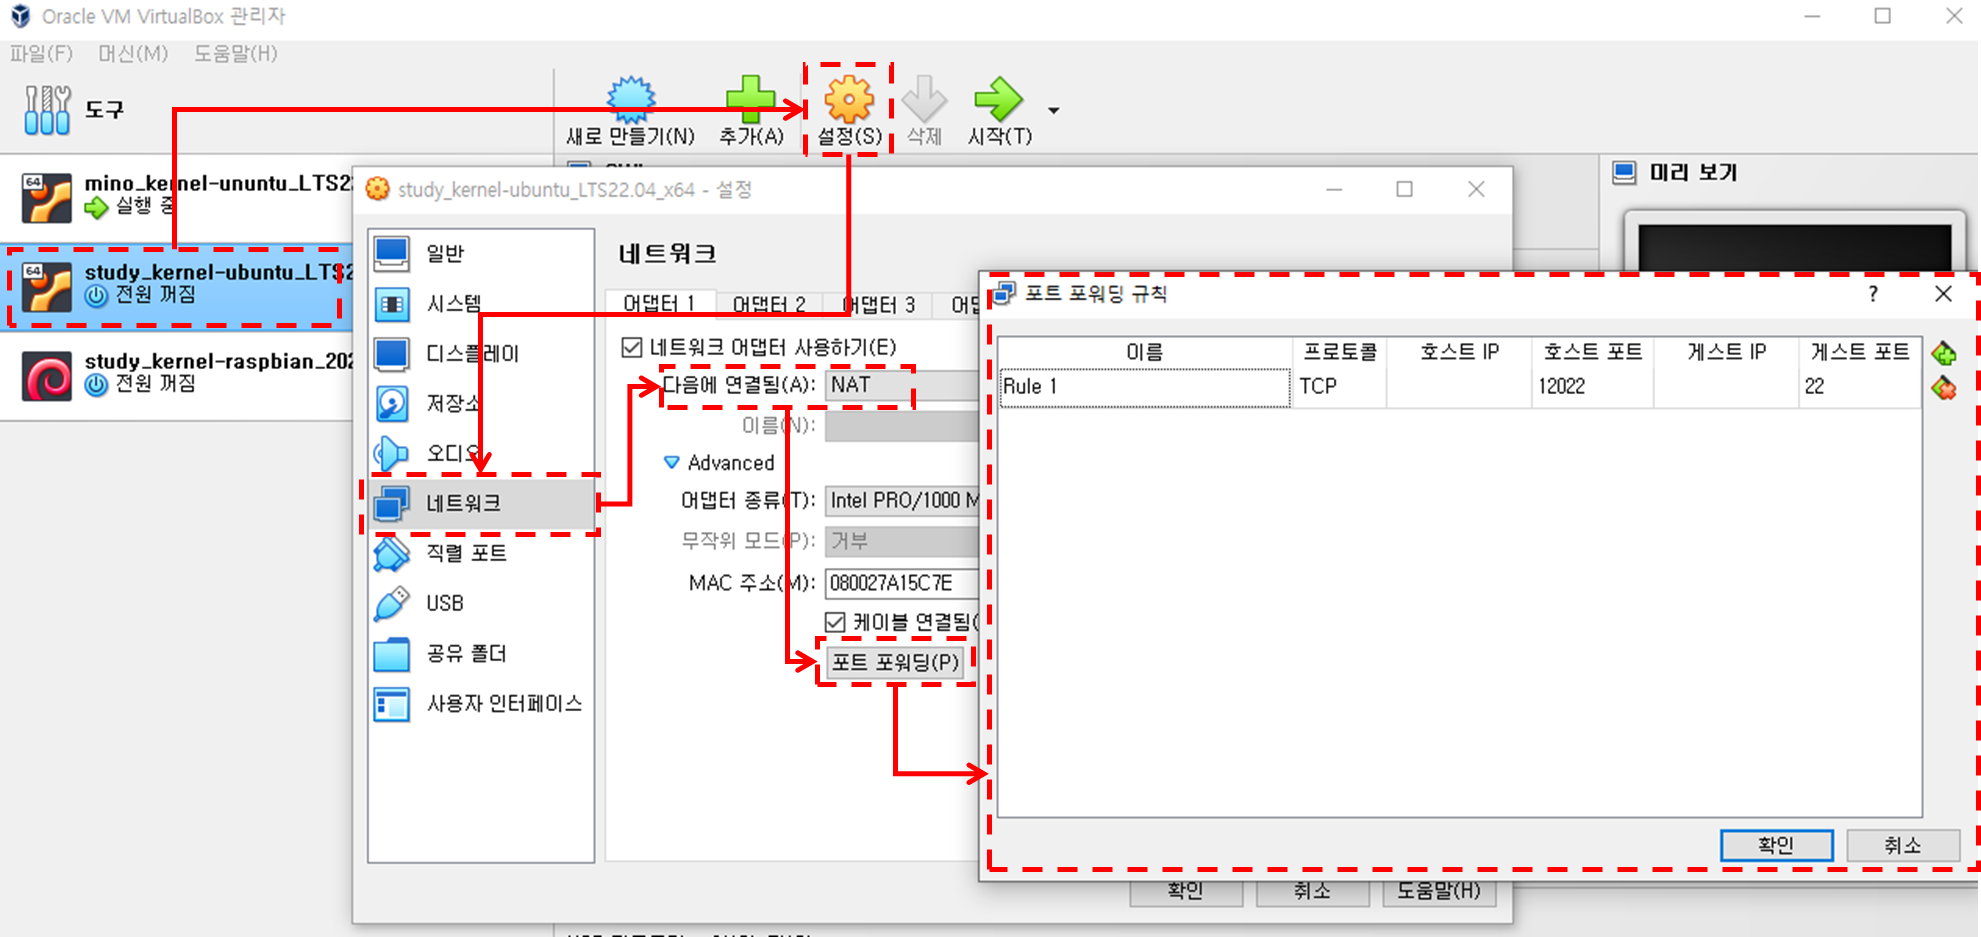 Oracle VM VirtualBox 관리자
파일(F) 머신(M) 도움말(H)
도구
새로 만들기(N) 추가(A) 설정(S) 삭제 시작(T)
64 mino_kernel-ununtu_LTS2
실행 중
64 study_kernel-ubuntu_LTS2
전원 꺼짐
study_kernel-raspbian_202
전원 꺼짐
미리 보기
study_kernel-ubuntu_LTS22.04_x64 - 설정
일반
시스템
디스플레이
저장소
오디오
네트워크
직렬 포트
USB
공유 폴더
사용자 인터페이스
네트워크
어댑터 1 어댑터 2 어댑터 3
네트워크 어댑터 사용하기(E)
다음에 연결됨(A): NAT
이름(N):
Advanced
어댑터 종류(T): Intel PRO/1000 M
무작위 모드(P): 거부
MAC 주소(M): 080027A15C7E
케이블 연결됨(
포트 포워딩(P)
확인 취소 도움말(H)
포트 포워딩 규칙 ?
이름 프로토콜 호스트 IP 호스트 포트 게스트 IP 게스트 포트
Rule 1 TCP 12022 22
확인 취소